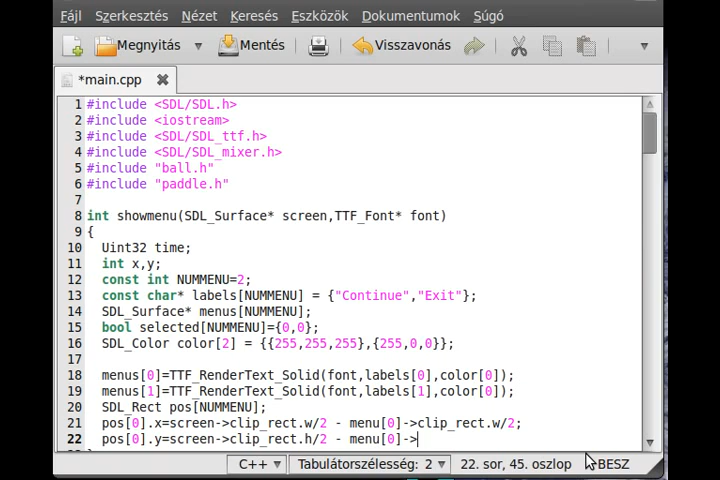 Fájl Szerkesztés Nézet Keresés Eszközök Dokumentumok Súgó
Megnyitás Mentés Visszavonás
*main.cpp
1 #include <SDL/SDL.h>
2 #include <iostream>
3 #include <SDL/SDL_ttf.h>
4 #include <SDL/SDL_mixer.h>
5 #include "ball.h"
6 #include "paddle.h"
7
8 int showmenu(SDL_Surface* screen,TTF_Font* font)
9 {
10 Uint32 time;
11 int x,y;
12 const int NUMMENU=2;
13 const char* labels[NUMMENU] = {"Continue","Exit"};
14 SDL_Surface* menus[NUMMENU];
15 bool selected[NUMMENU]={0,0};
16 SDL_Color color[2] = {{255,255,255},{255,0,0}};
17
18 menus[0]=TTF_RenderText_Solid(font,labels[0],color[0]);
19 menus[1]=TTF_RenderText_Solid(font,labels[1],color[0]);
20 SDL_Rect pos[NUMMENU];
21 pos[0].x=screen->clip_rect.w/2 - menu[0]->clip_rect.w/2;
22 pos[0].y=screen->clip_rect.h/2 - menu[0]->
C++ Tabulátorszélesség: 2 22. sor, 45. oszlop BESZ